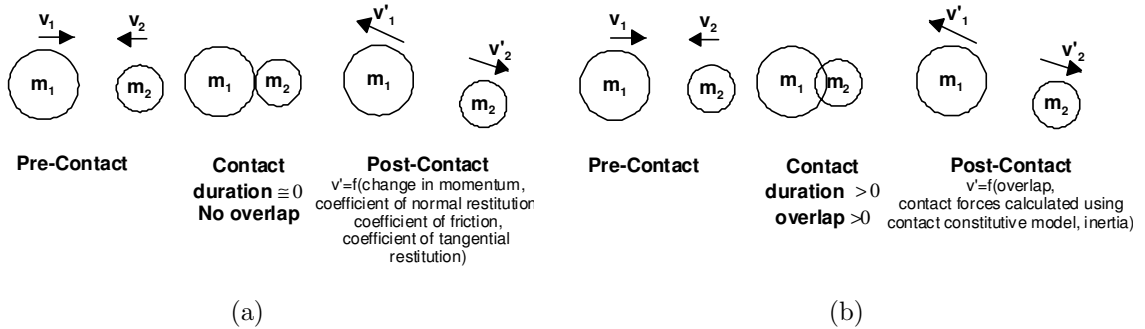 v1 v2
m1 m2
m1 m2
v'1
v'2
m1
m2
Pre-Contact
Contact
duration ≅0
No overlap
Post-Contact
v'=f(change in momentum,
coefficient of normal restitution
coefficient of friction,
coefficient of tangential
restitution)
(a)
v1 v2
m1 m2
m1 m2
v'1
v'2
m1
m2
Pre-Contact
Contact
duration >0
overlap >0
Post-Contact
v'=f(overlap,
contact forces calculated using
contact constitutive model, inertia)
(b)